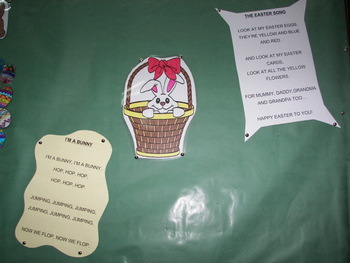 THE EASTER SONG
LOOK AT MY EASTER EGGS,
THEY'RE YELLOW AND BLUE
AND RED.
AND LOOK AT MY EASTER
CARDS,
LOOK AT ALL THE YELLOW
FLOWERS.
FOR MUMMY, DADDY, GRANDMA
AND GRANDPA TOO...
HAPPY EASTER TO YOU!
I'M A BUNNY
I'M A BUNNY, I'M A BUNNY,
HOP, HOP, HOP,
HOP, HOP, HOP.
JUMPING, JUMPING, JUMPING,
JUMPING, JUMPING, JUMPING,
NOW WE FLOP, NOW WE FLOP.